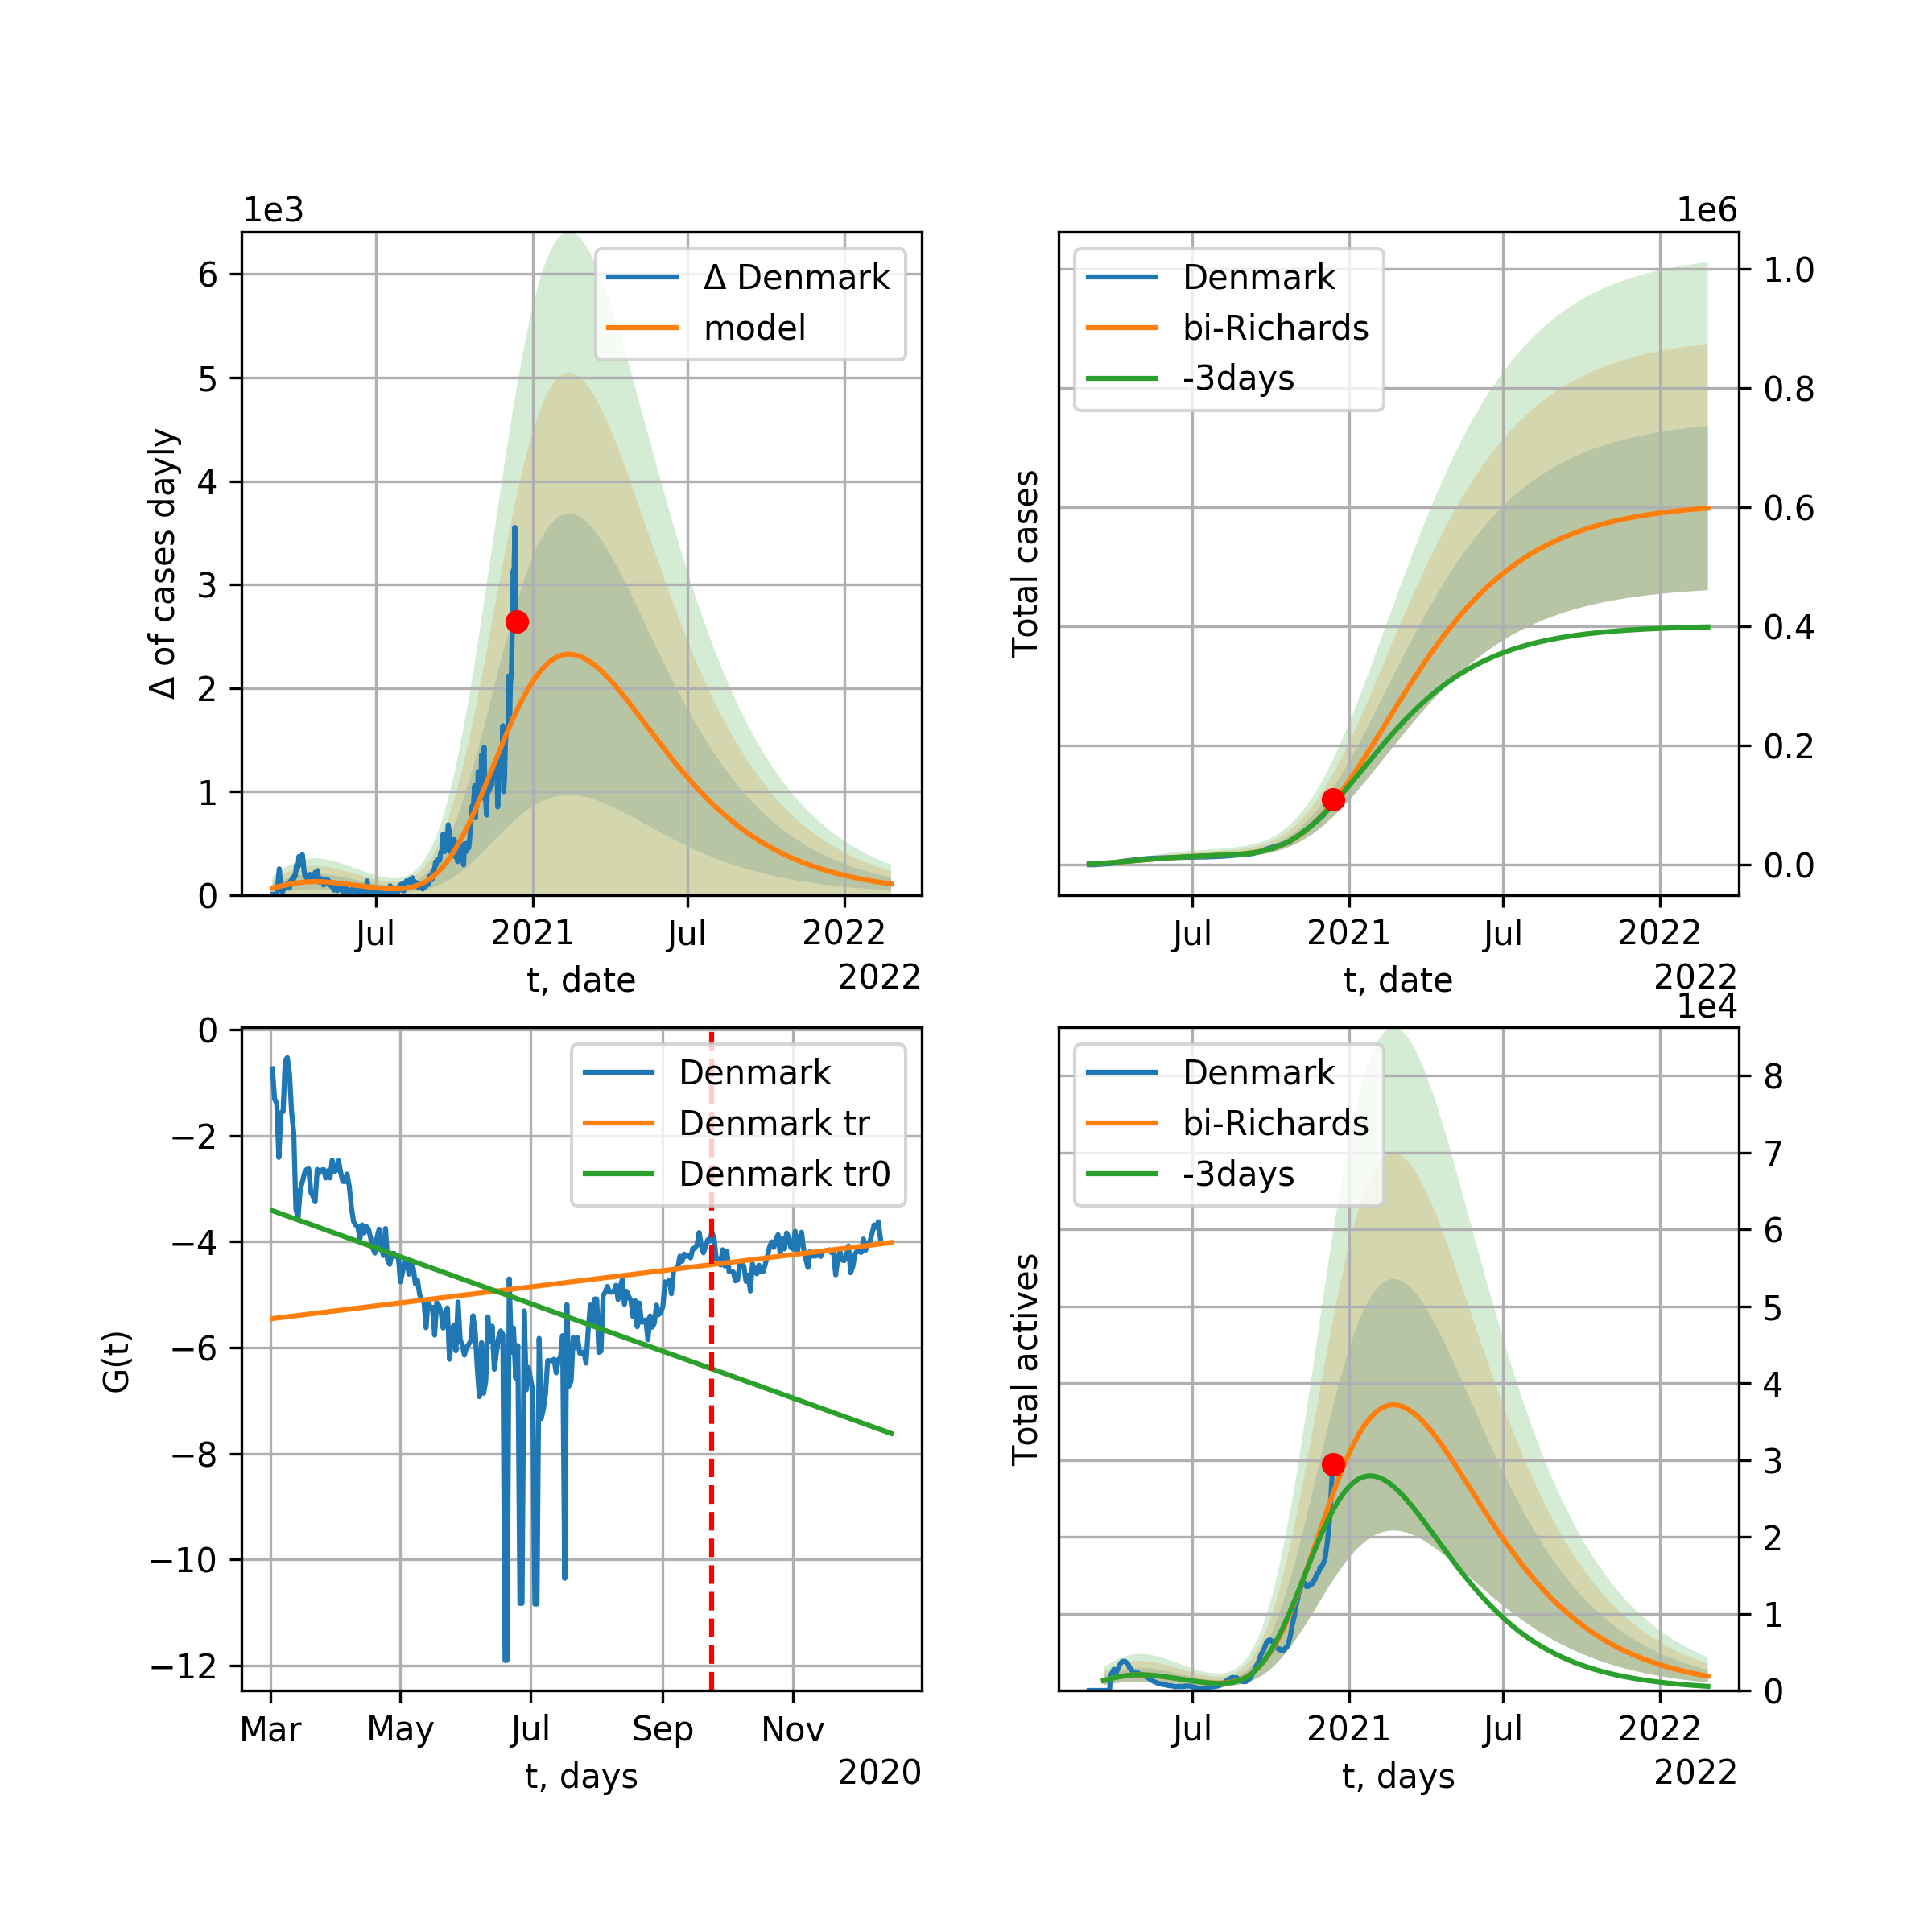 1e3
6
5
4
3
2
1
0
Δ of cases dayly
Δ Denmark
model
Jul 2021 Jul 2022
t, date 2022
1e6
Total cases
Denmark
bi-Richards
-3days
1.0
0.8
0.6
0.4
0.2
0.0
Jul 2021 Jul 2022
t, date 2022
0
−2
−4
−6
−8
−10
−12
G(t)
Denmark
Denmark tr
Denmark tr0
Mar May Jul Sep Nov
t, days 2020
1e4
Total actives
Denmark
bi-Richards
-3days
8
7
6
5
4
3
2
1
0
Jul 2021 Jul 2022
t, days 2022